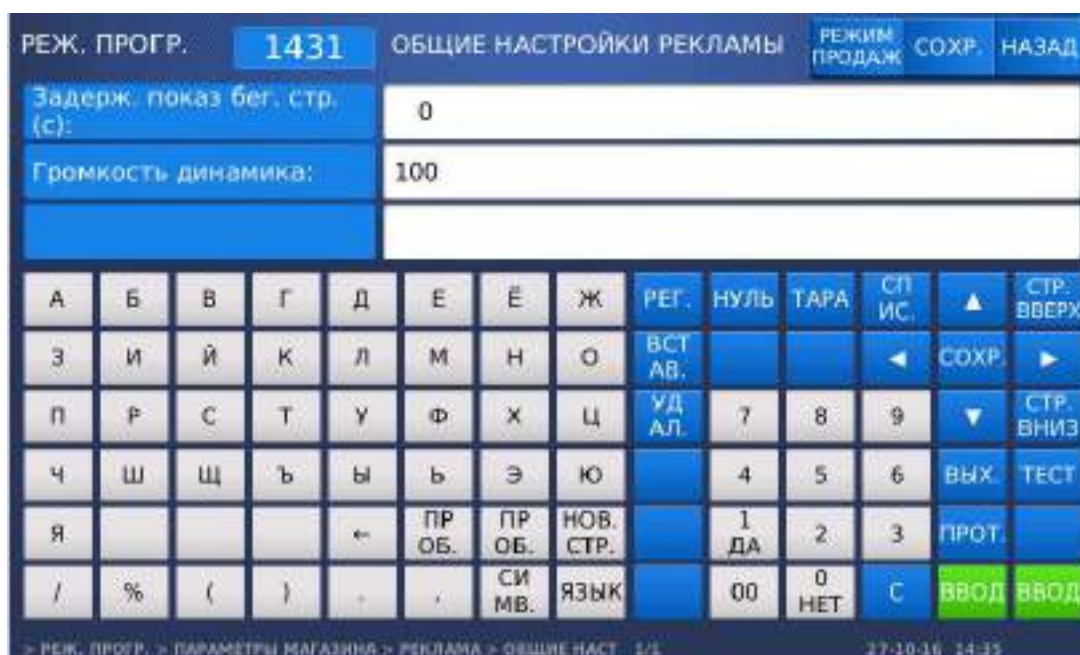 РЕЖ. ПРОГР. 1431 ОБЩИЕ НАСТРОЙКИ РЕКЛАМЫ РЕЖИМ ПРОДАЖ СОХР. НАЗАД
Задерж. показ бег. стр. (с): 0
Громкость динамика: 100
А Б В Г Д Е Ё Ж РЕГ. НУЛЬ ТАРА СП ИС. ▲ СТР. ВВЕРХ
З И Й К Л М Н О ВСТ АВ. ◄ СОХР. ►
П Р С Т У Ф Х Ц УД АЛ. 7 8 9 ▼ СТР. ВНИЗ
Ч Ш Щ Ъ Ы Ь Э Ю 4 5 6 ВЫХ. ТЕСТ
Я ← ПР ОБ. ПР ОБ. НОВ. СТР. 1 ДА 2 3 ПРОТ.
/ % ( ) . , СИ МВ. ЯЗЫК 00 0 НЕТ С ВВОД ВВОД
> РЕЖ. ПРОГР. > ПАРАМЕТРЫ МАГАЗИНА > РЕКЛАМА > ОБЩИЕ НАСТ 1/1 27-10-16 14:35